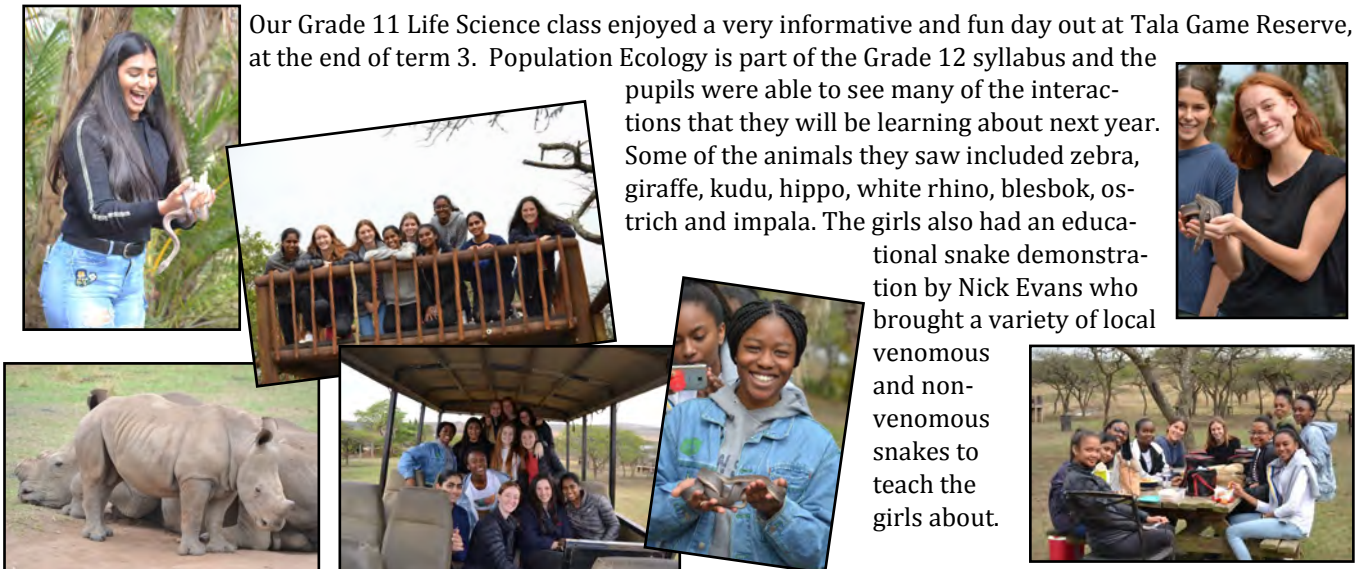 Our Grade 11 Life Science class enjoyed a very informative and fun day out at Tala Game Reserve,
at the end of term 3.  Population Ecology is part of the Grade 12 syllabus and the
pupils were able to see many of the interac-
tions that they will be learning about next year.
Some of the animals they saw included zebra,
giraffe, kudu, hippo, white rhino, blesbok, os-
trich and impala. The girls also had an educa-
tional snake demonstra-
tion by Nick Evans who
brought a variety of local
venomous
and non-
venomous
snakes to
teach the
girls about.